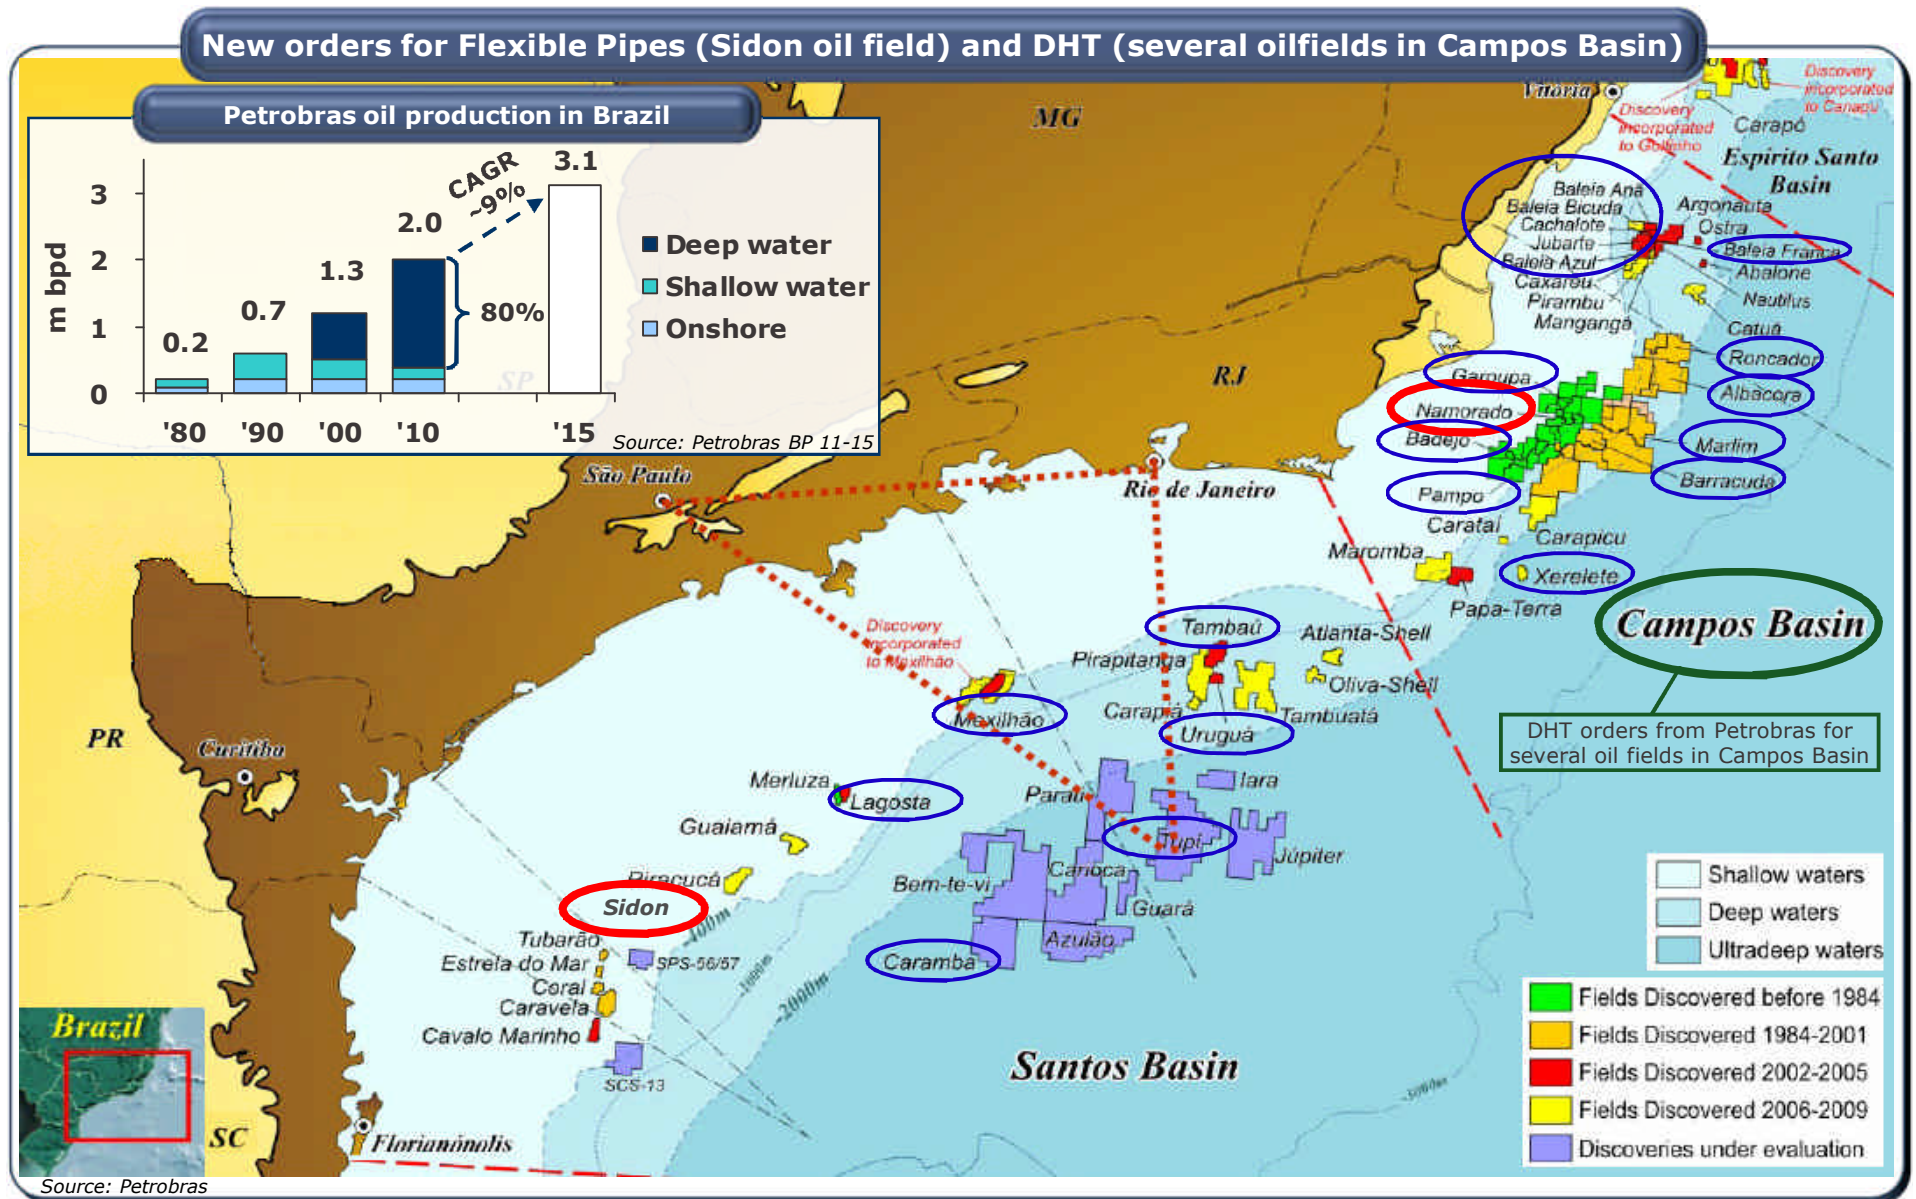 New orders for Flexible Pipes (Sidon oil field) and DHT (several oilfields in Campos Basin)
Petrobras oil production in Brazil
m bpd
3
2
1
0
0.2
0.7
1.3
2.0
3.1
CAGR
~9%
80%
'80
'90
'00
'10
'15
Deep water
Shallow water
Onshore
Source: Petrobras BP 11-15
SP
MG
RJ
PR
SC
Vitória
São Paulo
Rio de Janeiro
Curitiba
Discovery
incorporated
to Canapu
Discovery
incorporated
to Golfinho
Carapó
Espírito Santo
Basin
Baleia Anã
Baleia Bicuda
Cachalote
Jubarte
Baleia Azul
Caxaréu
Pirambu
Mangangá
Argonauta
Ostra
Baleia Franca
Abalone
Nautilus
Catuá
Roncador
Albacora
Marlim
Barracuda
Garoupa
Namorado
Badejo
Pampo
Carataí
Carapicu
Maromba
Xerelete
Papa-Terra
Campos Basin
DHT orders from Petrobras for
several oil fields in Campos Basin
Tambaú
Atlanta-Shell
Pirapitanga
Oliva-Shell
Carapiá
Tambuatá
Uruguá
Discovery
incorporated
to Mexilhão
Mexilhão
Merluza
Lagosta
Guaiamá
Piracucá
Sidon
Parati
Iara
Tupi
Júpiter
Bem-te-vi
Carioca
Guará
Azulão
Caramba
Tubarão
Estrela do Mar
Coral
Caravela
Cavalo Marinho
SPS-56/57
SCS-13
-400m
-1000m
-2000m
-3000m
Santos Basin
Shallow waters
Deep waters
Ultradeep waters
Fields Discovered before 1984
Fields Discovered 1984-2001
Fields Discovered 2002-2005
Fields Discovered 2006-2009
Discoveries under evaluation
Brazil
Florianónolis
Source: Petrobras